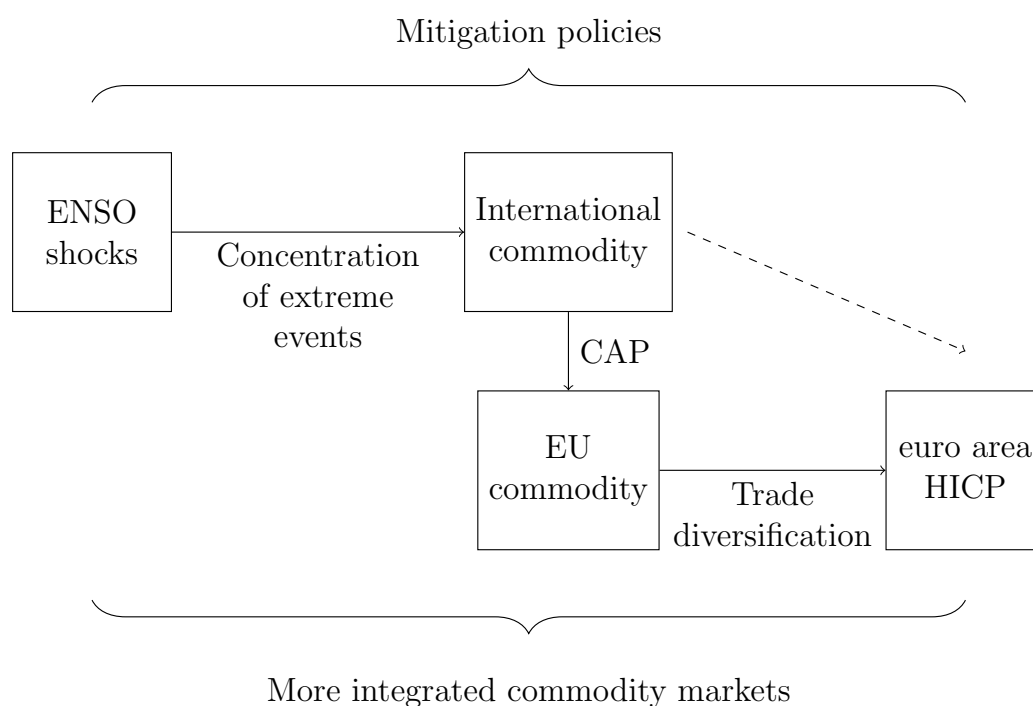 Mitigation policies
ENSO
shocks
Concentration
of extreme
events
International
commodity
CAP
EU
commodity
Trade
diversification
euro area
HICP
More integrated commodity markets